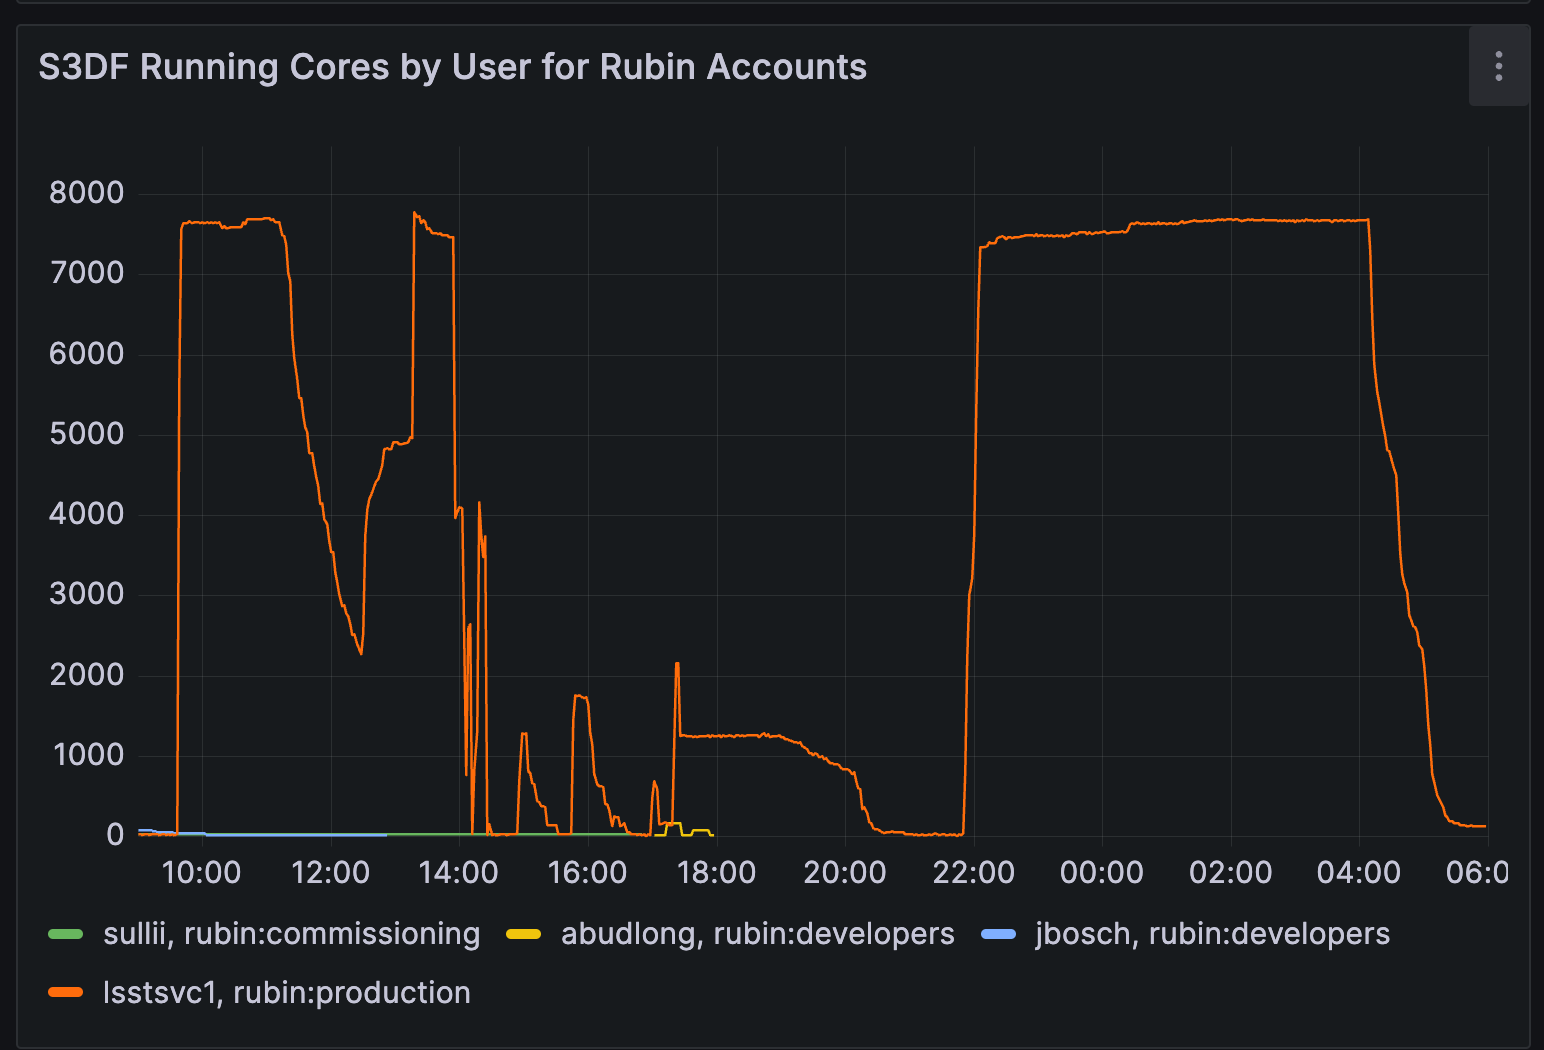 S3DF Running Cores by User for Rubin Accounts
8000
7000
6000
5000
4000
3000
2000
1000
0
10:00 12:00 14:00 16:00 18:00 20:00 22:00 00:00 02:00 04:00 06:0
sullii, rubin:commissioning abudlong, rubin:developers jbosch, rubin:developers
lsstsvc1, rubin:production